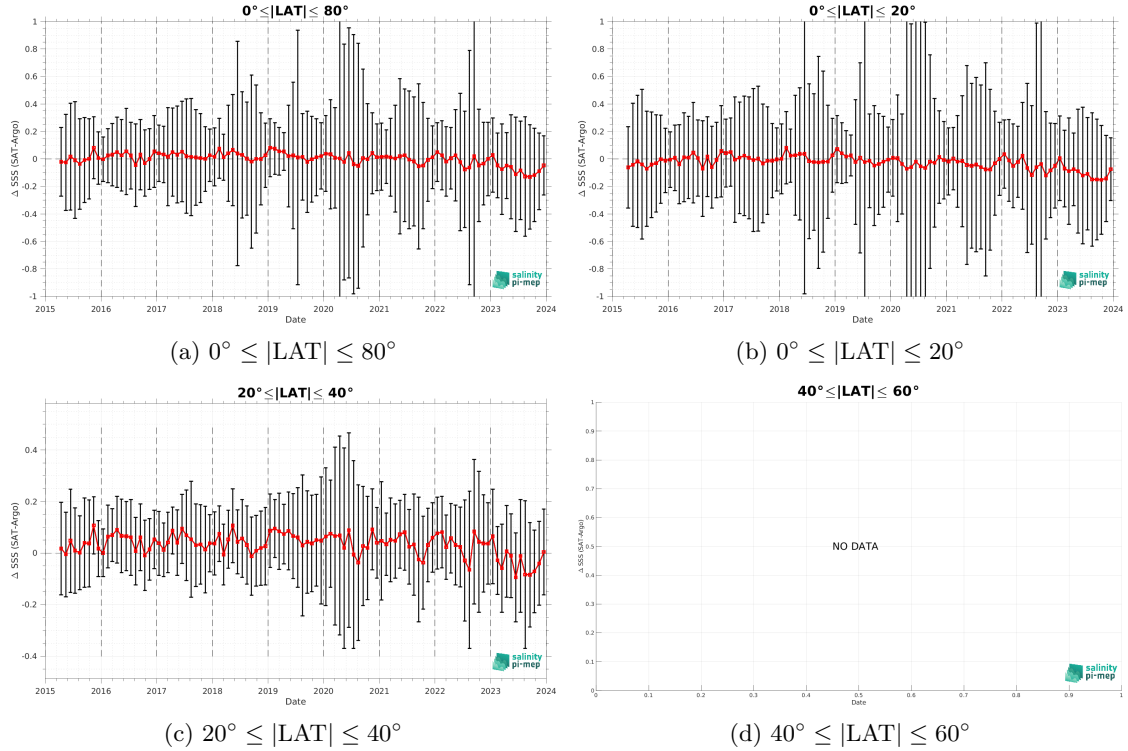 0°≤|LAT|≤ 80°
Δ SSS (SAT-Argo)
1
0.8
0.6
0.4
0.2
0
-0.2
-0.4
-0.6
-0.8
-1
2015 2016 2017 2018 2019 2020 2021 2022 2023 2024
Date
salinity
pi-mep
(a) 0° ≤ |LAT| ≤ 80°
0°≤|LAT|≤ 20°
Δ SSS (SAT-Argo)
1
0.8
0.6
0.4
0.2
0
-0.2
-0.4
-0.6
-0.8
-1
2015 2016 2017 2018 2019 2020 2021 2022 2023 2024
Date
salinity
pi-mep
(b) 0° ≤ |LAT| ≤ 20°
20°≤|LAT|≤ 40°
Δ SSS (SAT-Argo)
0.4
0.2
0
-0.2
-0.4
2015 2016 2017 2018 2019 2020 2021 2022 2023 2024
Date
salinity
pi-mep
(c) 20° ≤ |LAT| ≤ 40°
40°≤|LAT|≤ 60°
Δ SSS (SAT-Argo)
1
0.9
0.8
0.7
0.6
0.5
0.4
0.3
0.2
0.1
0
NO DATA
0 0.1 0.2 0.3 0.4 0.5 0.6 0.7 0.8 0.9 1
Date
salinity
pi-mep
(d) 40° ≤ |LAT| ≤ 60°